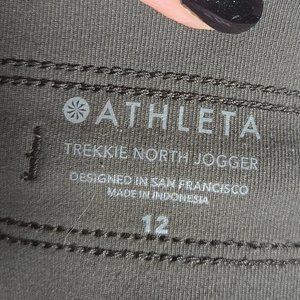 ATHLETA
TREKKIE NORTH JOGGER
DESIGNED IN SAN FRANCISCO
MADE IN INDONESIA
12